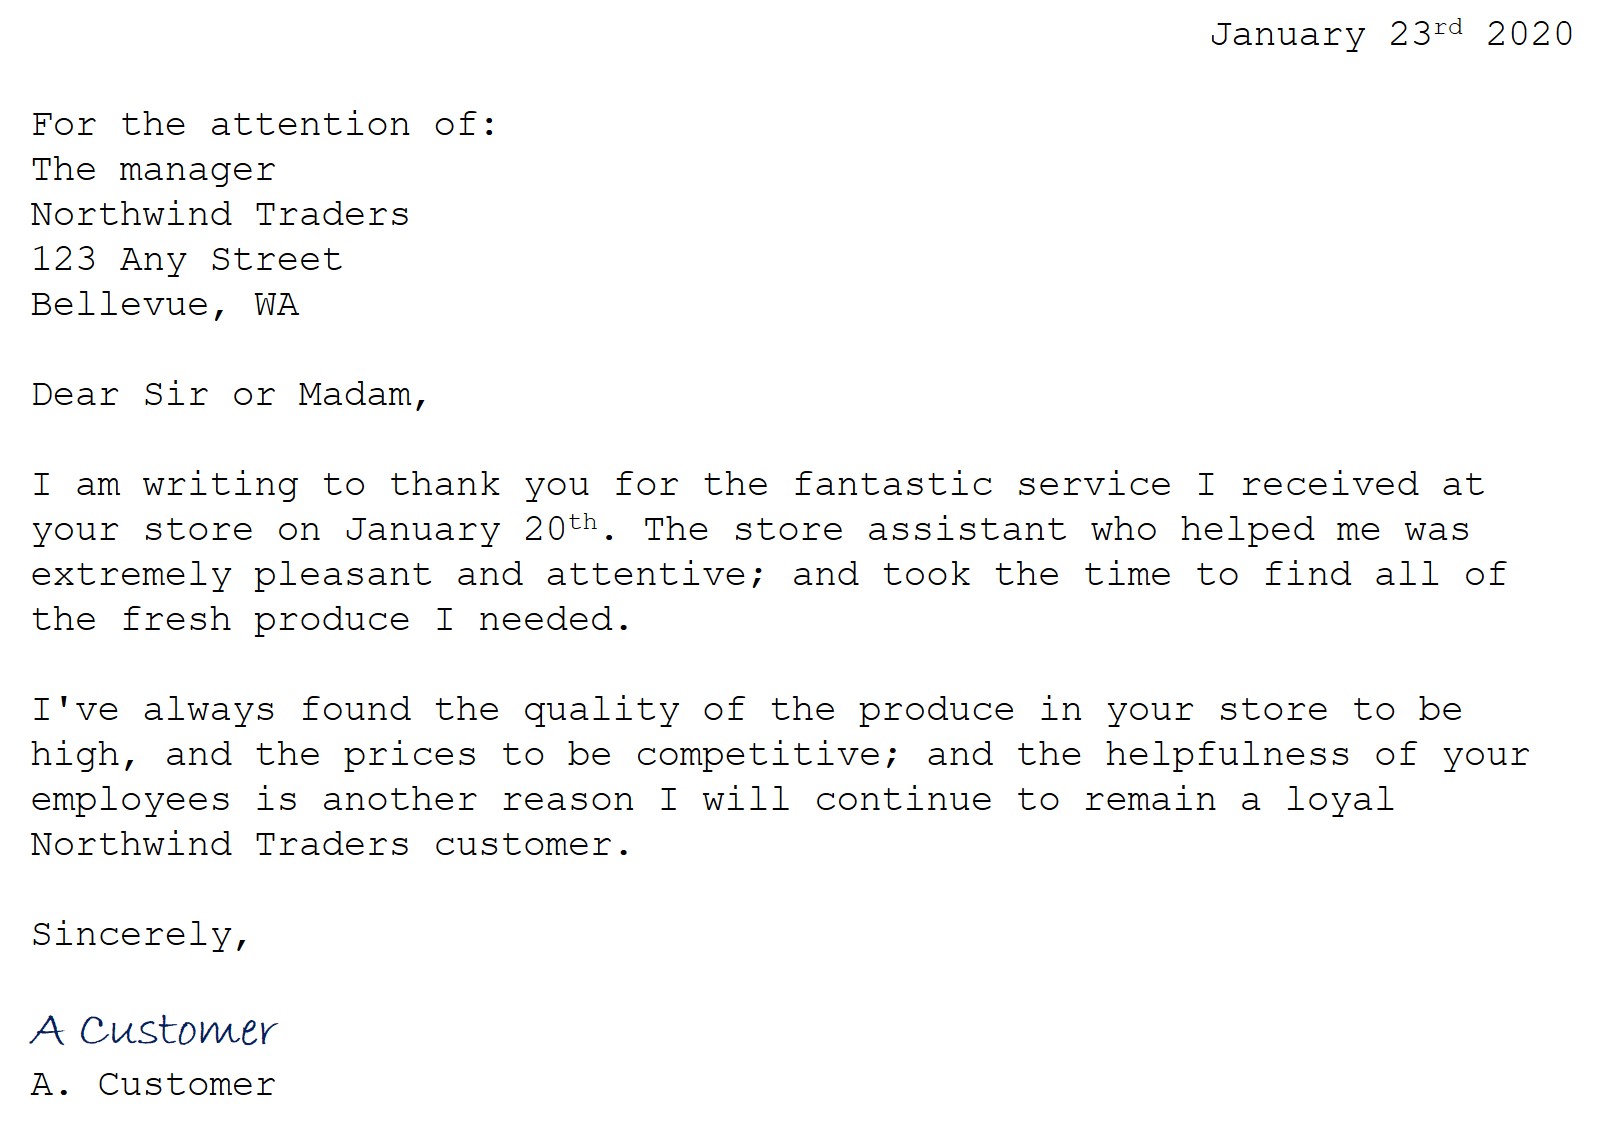 January 23rd 2020
For the attention of:
The manager
Northwind Traders
123 Any Street
Bellevue, WA
Dear Sir or Madam,
I am writing to thank you for the fantastic service I received at
your store on January 20th. The store assistant who helped me was
extremely pleasant and attentive; and took the time to find all of
the fresh produce I needed.
I've always found the quality of the produce in your store to be
high, and the prices to be competitive; and the helpfulness of your
employees is another reason I will continue to remain a loyal
Northwind Traders customer.
Sincerely,
A Customer
A. Customer